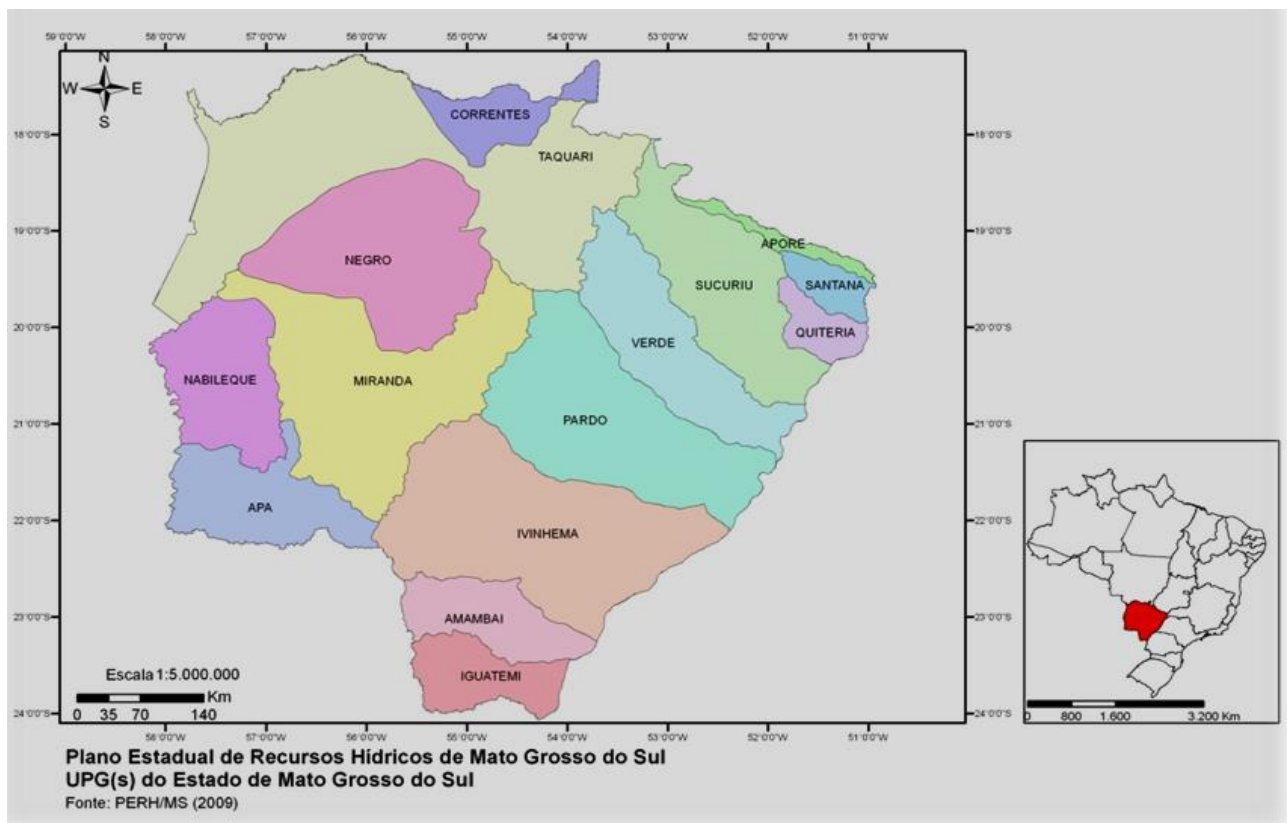 59°0'0"W 58°0'0"W 57°0'0"W 56°0'0"W 55°0'0"W 54°0'0"W 53°0'0"W 52°0'0"W 51°0'0"W
N
W E
S
CORRENTES
18°0'0"S 18°0'0"S
TAQUARI
19°0'0"S 19°0'0"S
APORE
NEGRO
SUCURIU
SANTANA
20°0'0"S 20°0'0"S
QUITERIA
VERDE
NABILEQUE
MIRANDA
21°0'0"S 21°0'0"S
PARDO
APA
22°0'0"S 22°0'0"S
IVINHEMA
23°0'0"S 23°0'0"S
AMAMBAI
IGUATEMI
Escala 1:5.000.000
Km
0 35 70 140
24°0'0"S 24°0'0"S
0 800 1.600 3.200 Km
58°0'0"W 57°0'0"W 56°0'0"W 55°0'0"W 54°0'0"W 53°0'0"W 52°0'0"W 51°0'0"W
Plano Estadual de Recursos Hídricos de Mato Grosso do Sul
UPG(s) do Estado de Mato Grosso do Sul
Fonte: PERH/MS (2009)